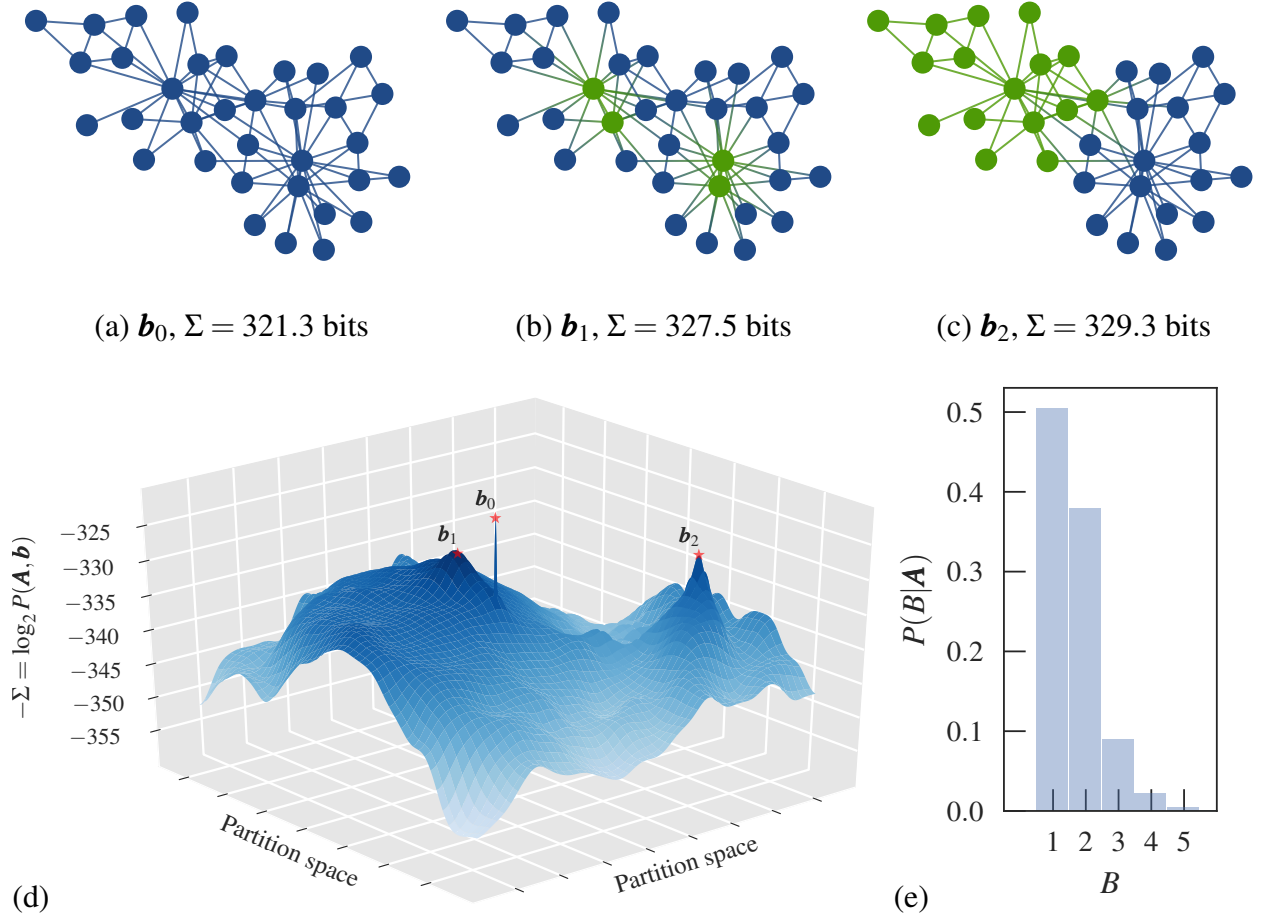 (a) b₀, Σ = 321.3 bits
(b) b₁, Σ = 327.5 bits
(c) b₂, Σ = 329.3 bits
−Σ = log₂ P(A, b)
−325
−330
−335
−340
−345
−350
−355
b₀
b₁
b₂
Partition space
Partition space
(d)
P(B|A)
0.5
0.4
0.3
0.2
0.1
0.0
1 2 3 4 5
B
(e)